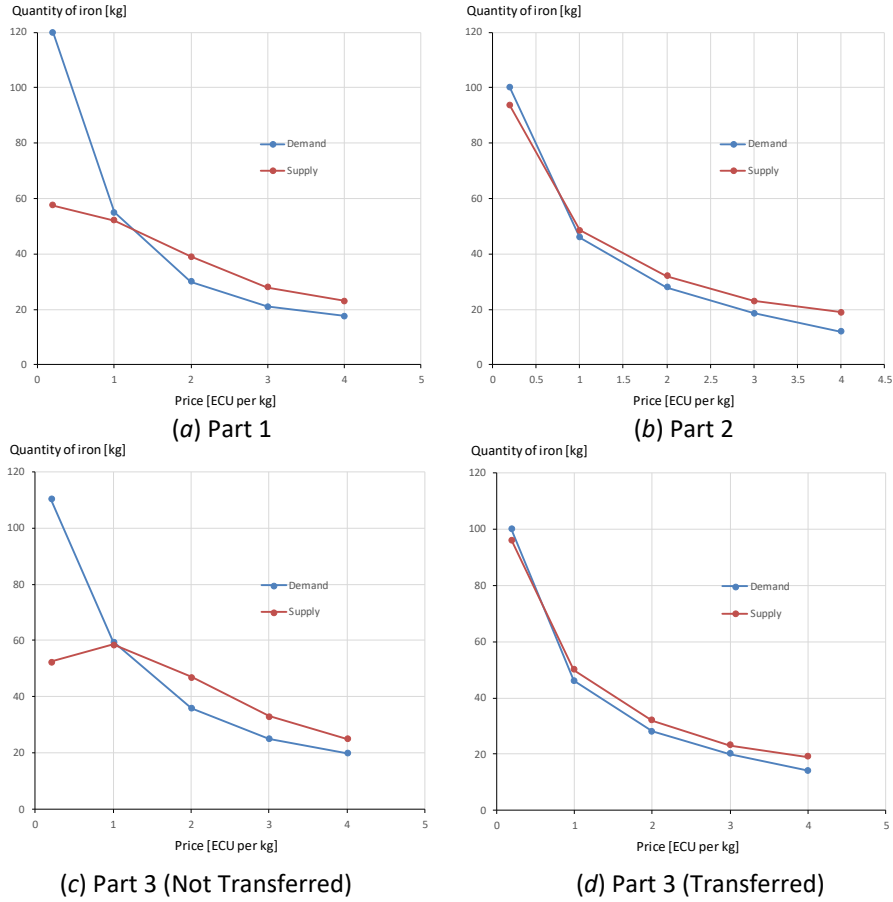 Quantity of iron [kg]
120
100
80
60
40
20
0
Demand
Supply
0 1 2 3 4 5
Price [ECU per kg]
(a) Part 1
Quantity of iron [kg]
120
100
80
60
40
20
0
Demand
Supply
0 0.5 1 1.5 2 2.5 3 3.5 4 4.5
Price [ECU per kg]
(b) Part 2
Quantity of iron [kg]
120
100
80
60
40
20
0
Demand
Supply
0 1 2 3 4 5
Price [ECU per kg]
(c) Part 3 (Not Transferred)
Quantity of iron [kg]
120
100
80
60
40
20
0
Demand
Supply
0 1 2 3 4 5
Price [ECU per kg]
(d) Part 3 (Transferred)